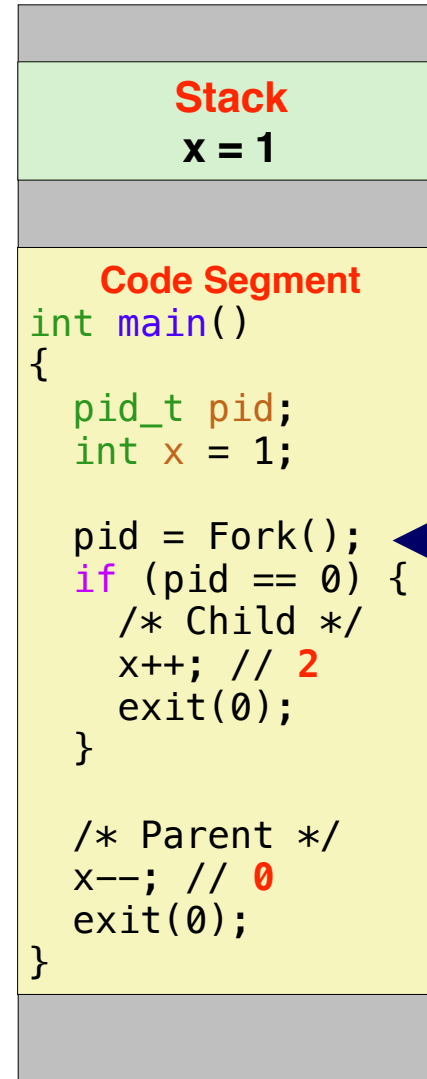 Stack
x = 1
Code Segment
int main()
{
  pid_t pid;
  int x = 1;

  pid = Fork();
  if (pid == 0) {
    /* Child */
    x++; // 2
    exit(0);
  }

  /* Parent */
  x--; // 0
  exit(0);
}